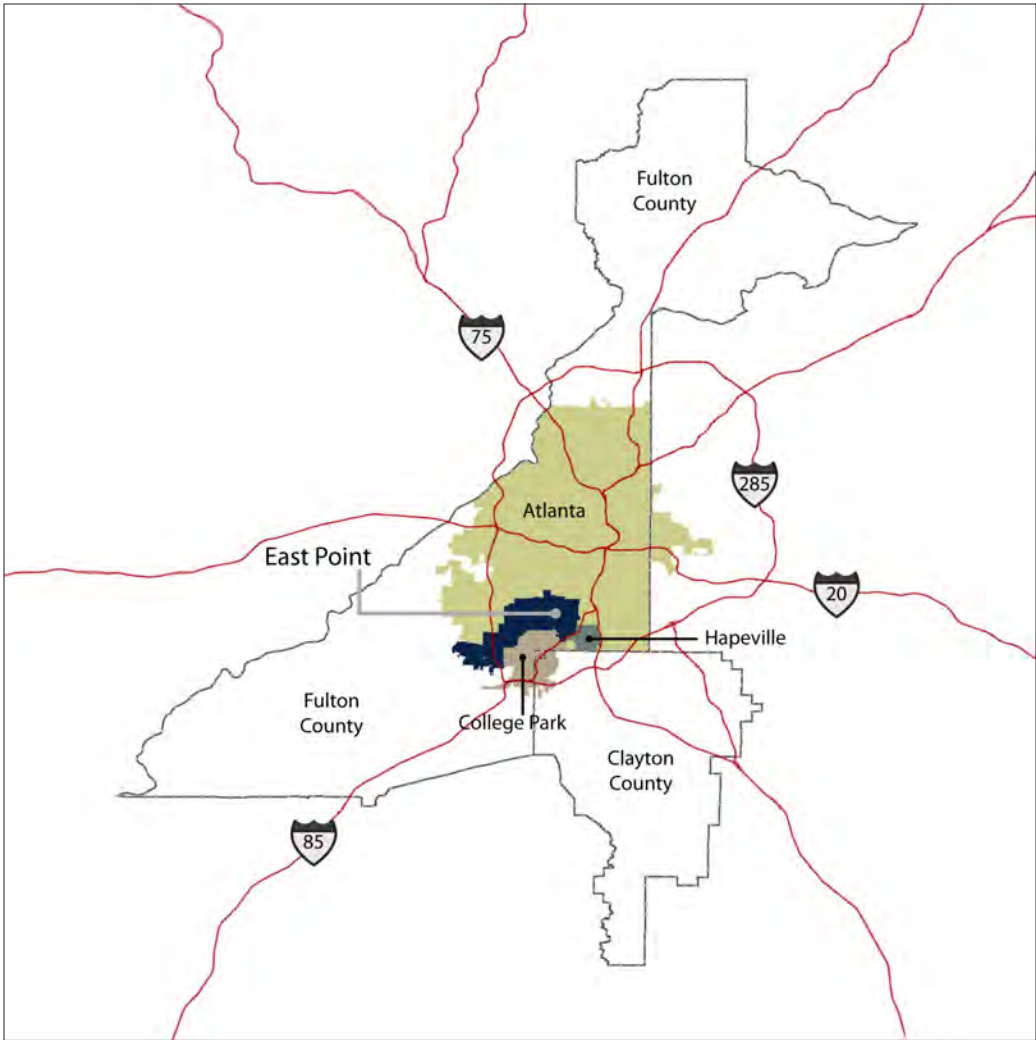 Fulton
County
75
285
Atlanta
East Point
20
Hapeville
Fulton
County
College Park
Clayton
County
85